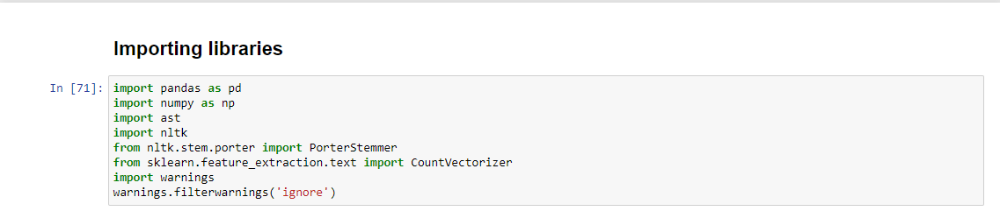 Importing libraries
In [71]:
import pandas as pd
import numpy as np
import ast
import nltk
from nltk.stem.porter import PorterStemmer
from sklearn.feature_extraction.text import CountVectorizer
import warnings
warnings.filterwarnings('ignore')